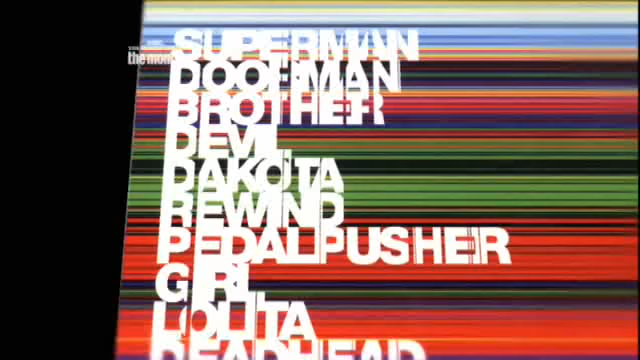 SUPERMAN
DOORMAN
BROTHER
DEVIL
DAKOTA
REWIND
PEDALPUSHER
GIRL
LOLITA
DEADHEAD